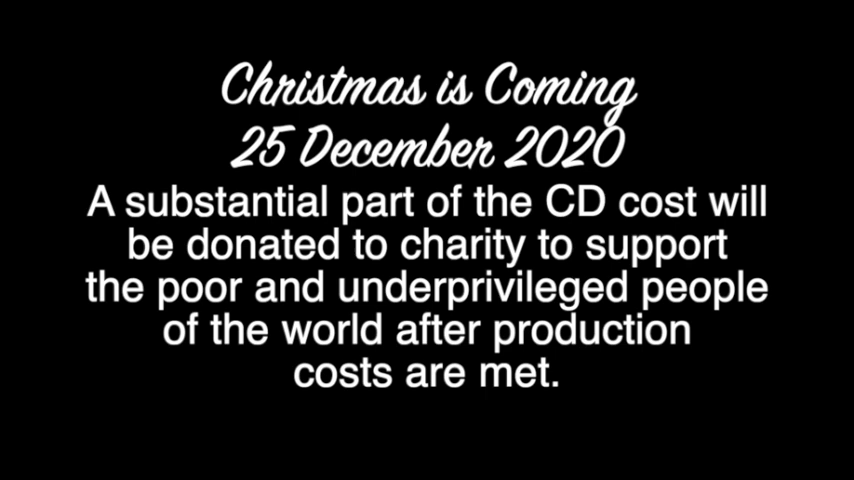 Christmas is Coming
25 December 2020
A substantial part of the CD cost will
be donated to charity to support
the poor and underprivileged people
of the world after production
costs are met.